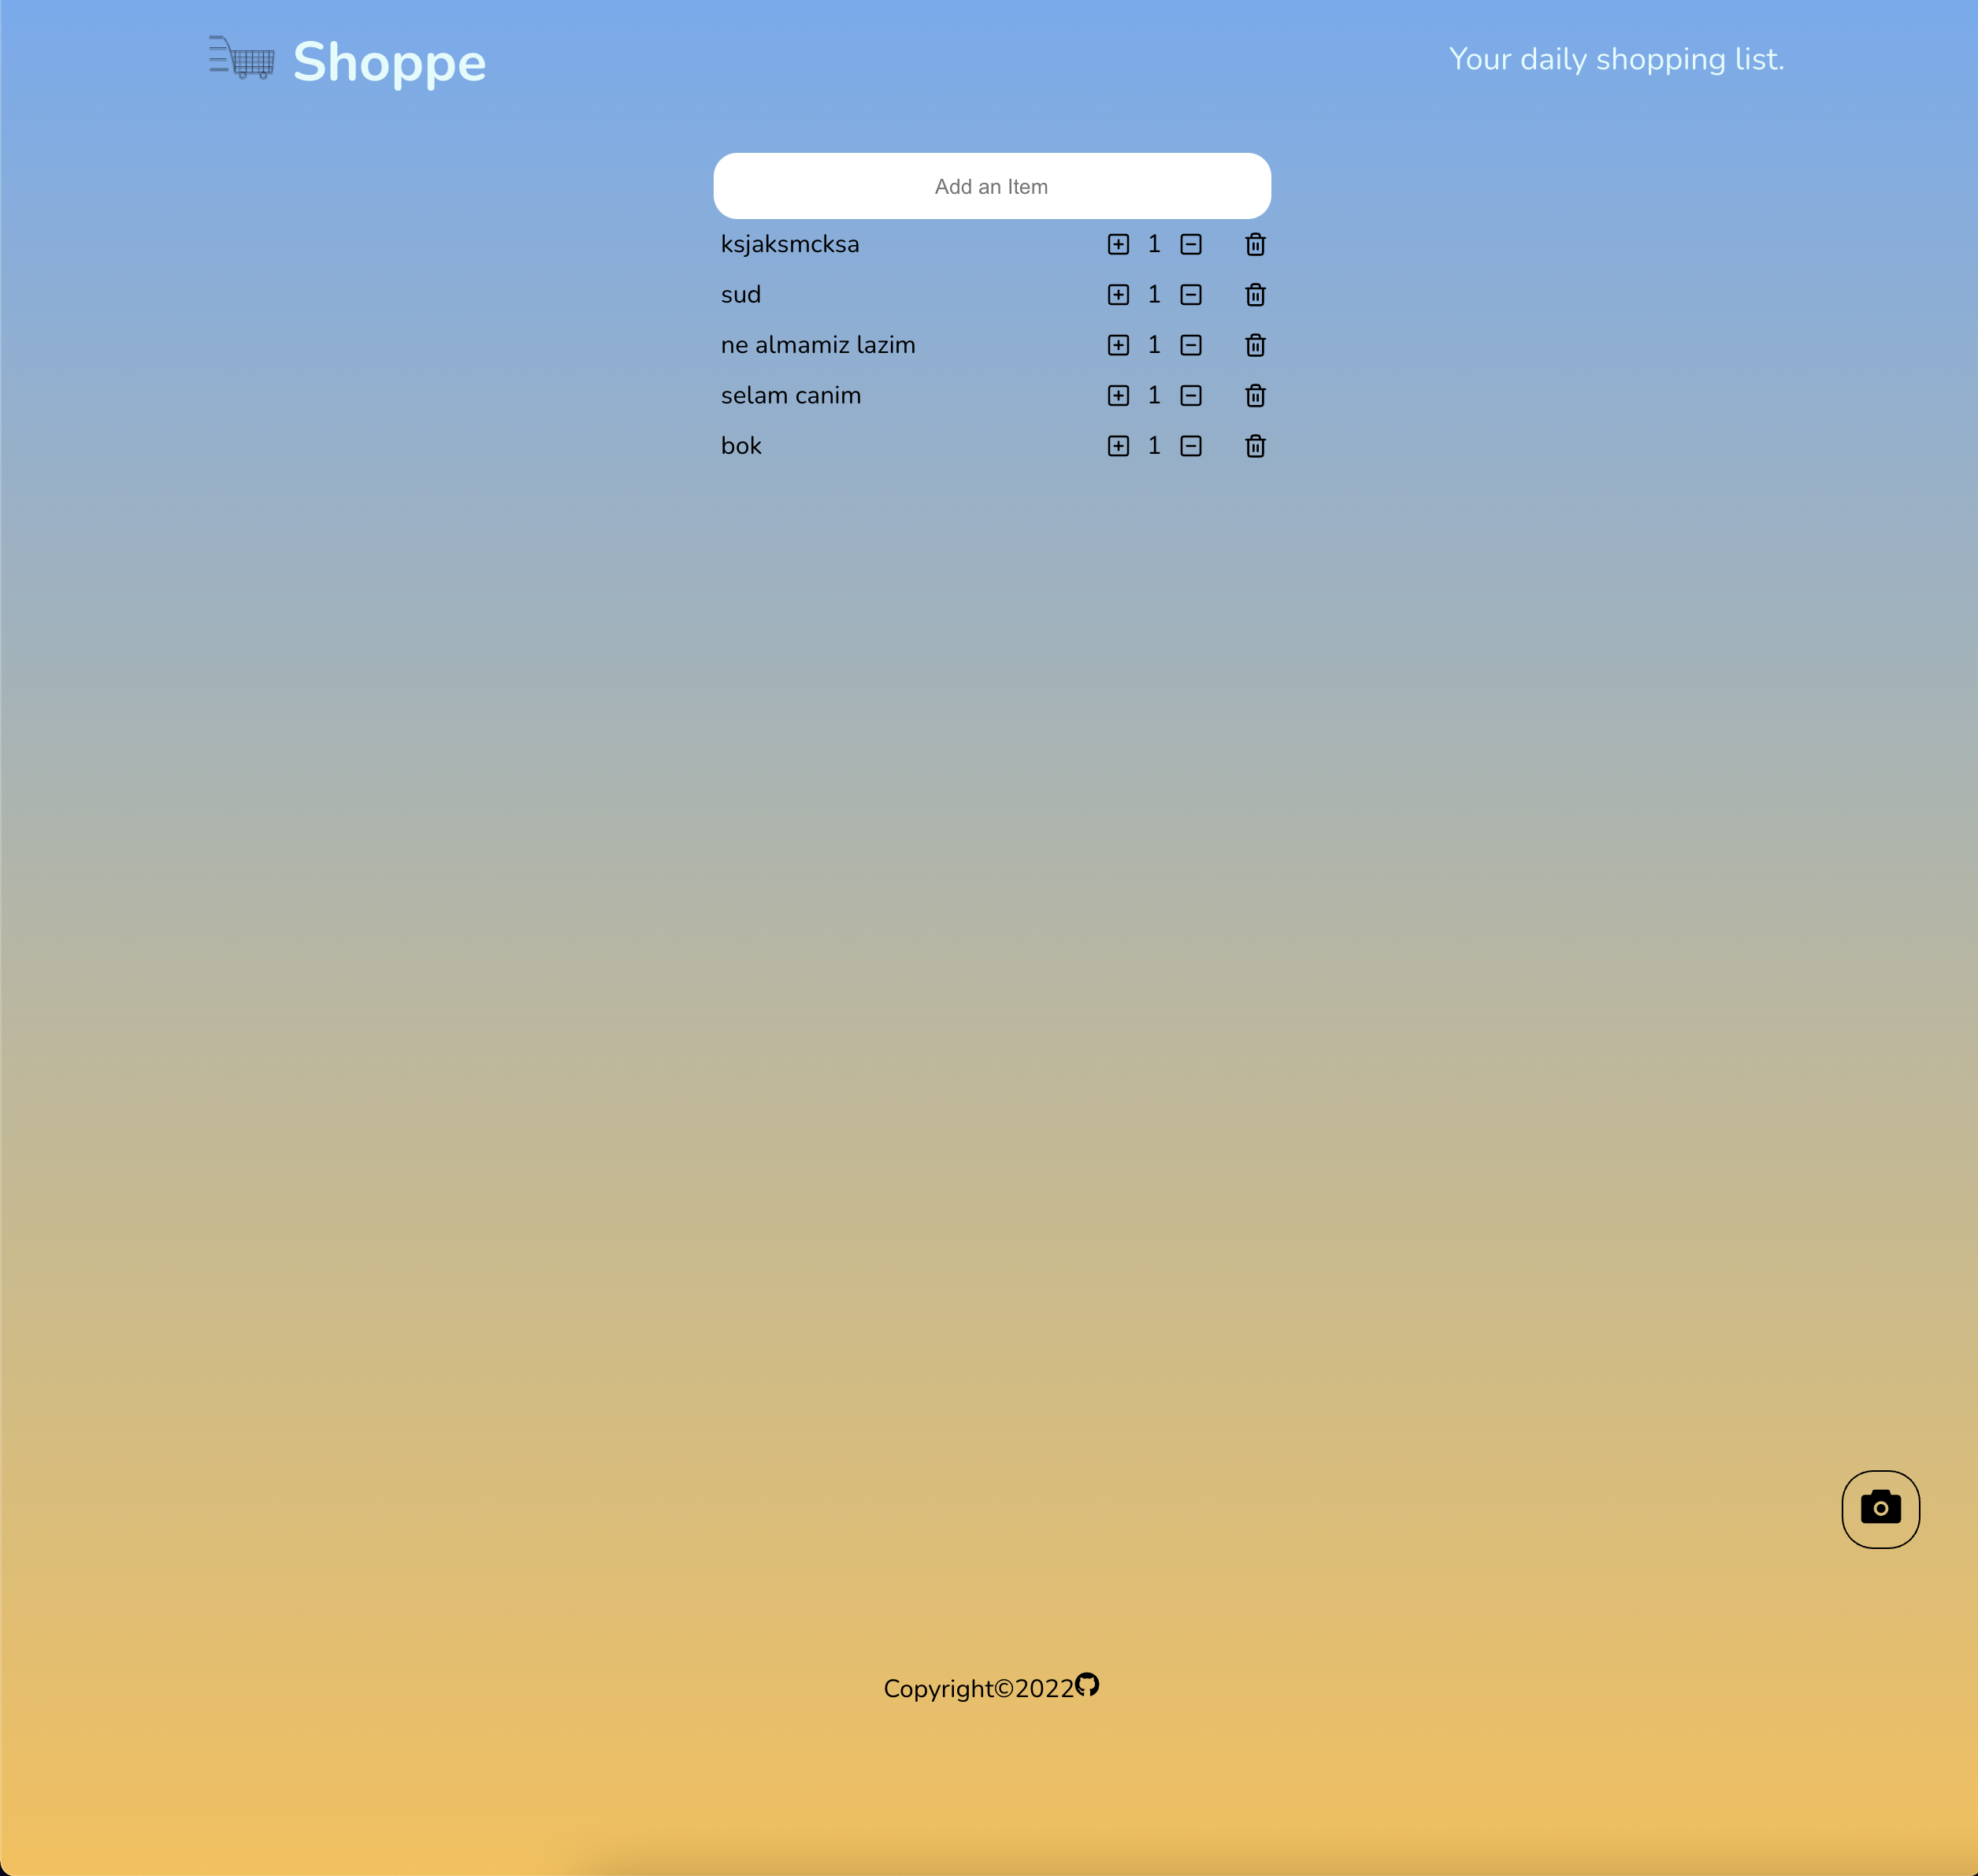 Shoppe
Your daily shopping list.
Add an Item
ksjaksmcksa 1
sud 1
ne almamiz lazim 1
selam canim 1
bok 1
Copyright©2022